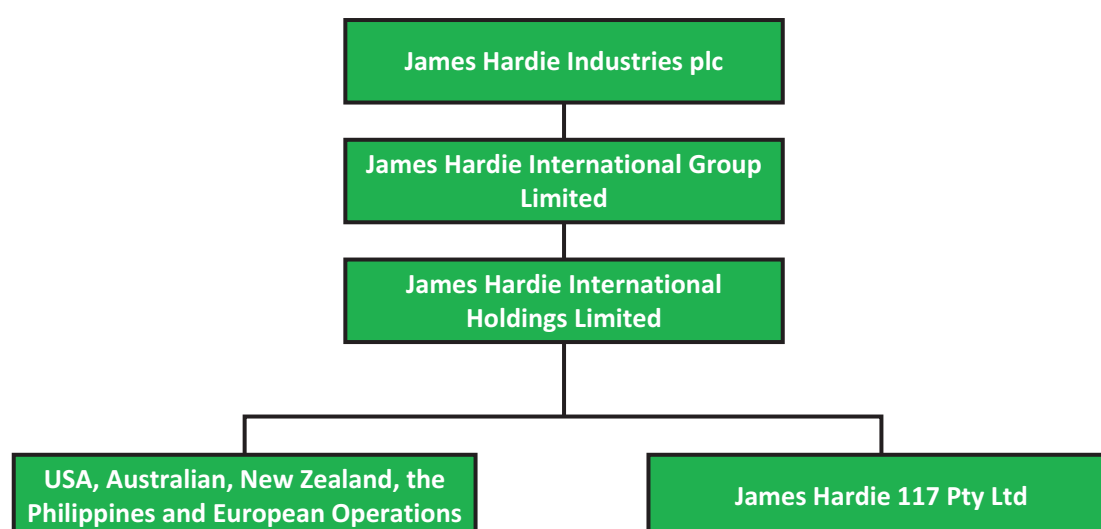 James Hardie Industries plc
James Hardie International Group
Limited
James Hardie International
Holdings Limited
USA, Australian, New Zealand, the
Philippines and European Operations
James Hardie 117 Pty Ltd